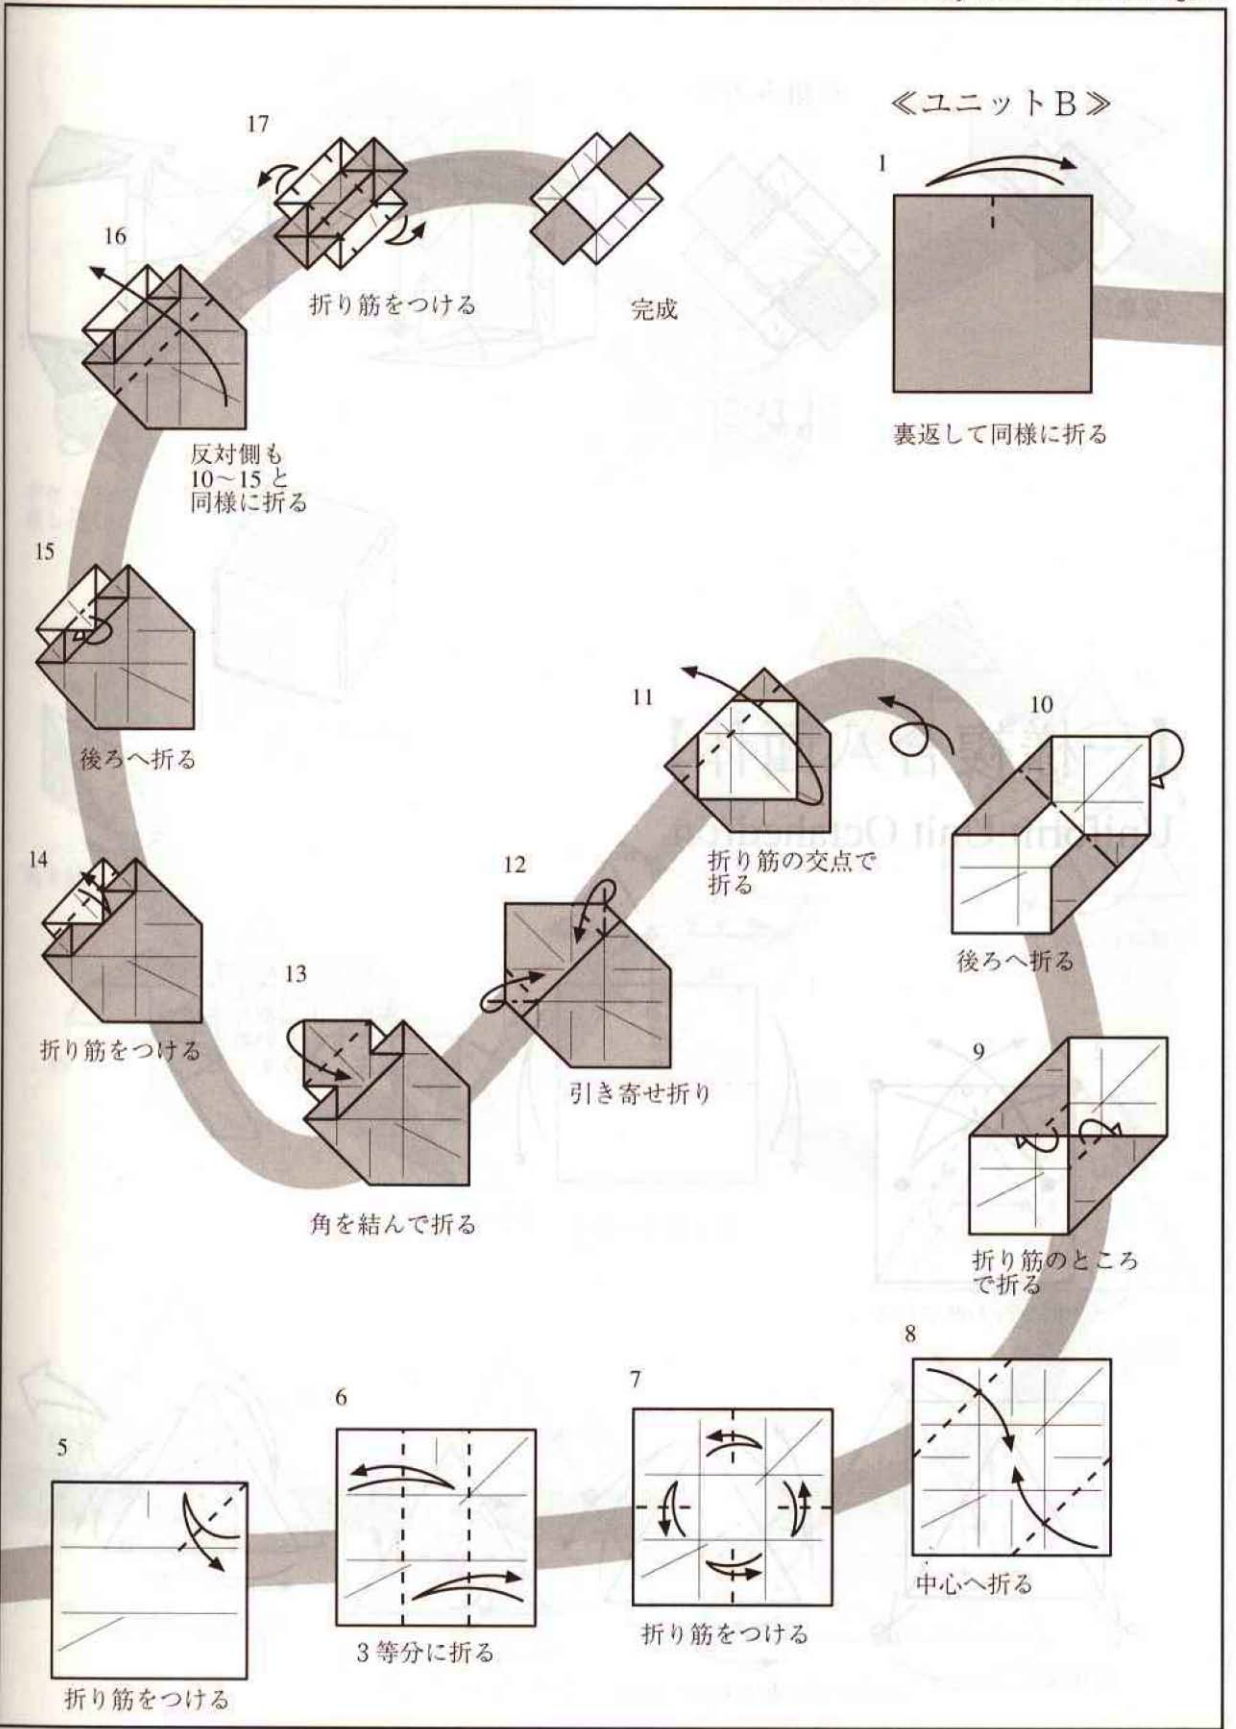 ≪ユニットB≫
1
裏返して同様に折る
5
折り筋をつける
6
3等分に折る
7
折り筋をつける
8
中心へ折る
9
折り筋のところ
で折る
10
後ろへ折る
11
折り筋の交点で
折る
12
引き寄せ折り
13
角を結んで折る
14
折り筋をつける
15
後ろへ折る
16
反対側も
10~15と
同様に折る
17
折り筋をつける
完成